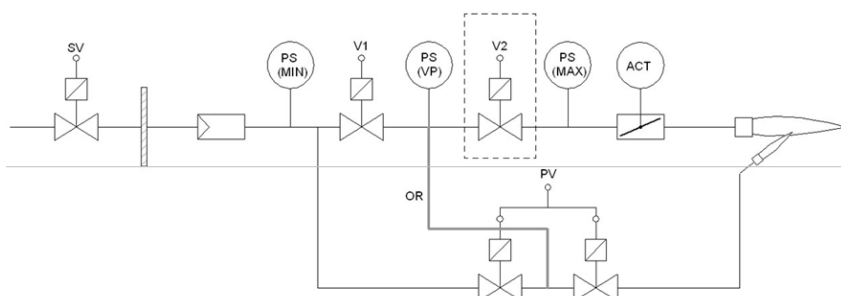 SV
PS
(MIN)
V1
PS
(VP)
V2
PS
(MAX)
ACT
OR
PV